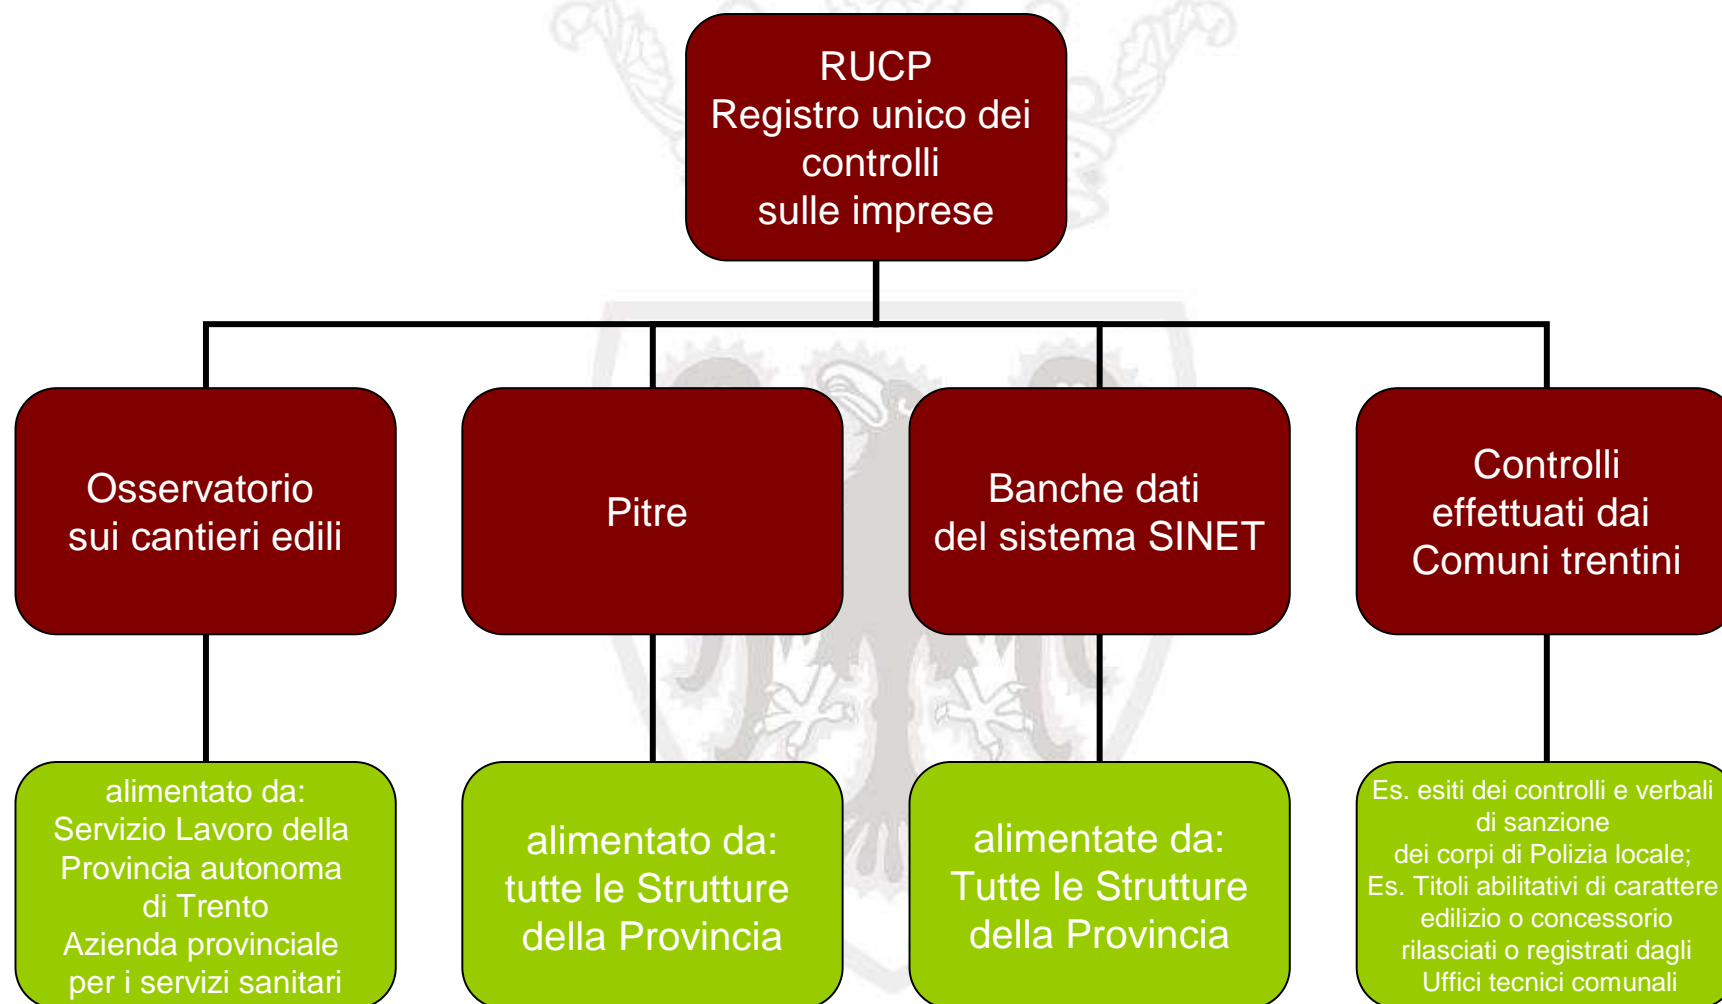 RUCP
Registro unico dei
controlli
sulle imprese
Osservatorio
sui cantieri edili
Pitre
Banche dati
del sistema SINET
Controlli
effettuati dai
Comuni trentini
alimentato da:
Servizio Lavoro della
Provincia autonoma
di Trento
Azienda provinciale
per i servizi sanitari
alimentato da:
tutte le Strutture
della Provincia
alimentate da:
Tutte le Strutture
della Provincia
Es. esiti dei controlli e verbali
di sanzione
dei corpi di Polizia locale;
Es. Titoli abilitativi di carattere
edilizio o concessorio
rilasciati o registrati dagli
Uffici tecnici comunali